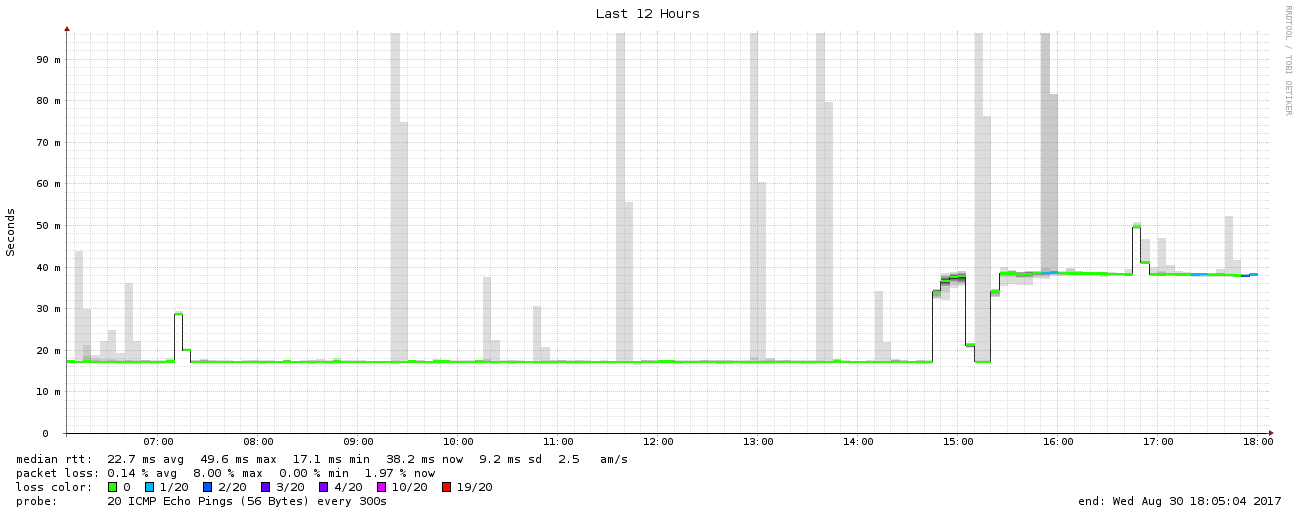 Last 12 Hours
RRDTOOL / TOBI OETIKER
Seconds
90 m
80 m
70 m
60 m
50 m
40 m
30 m
20 m
10 m
0
07:00 08:00 09:00 10:00 11:00 12:00 13:00 14:00 15:00 16:00 17:00 18:00
median rtt: 22.7 ms avg 49.6 ms max 17.1 ms min 38.2 ms now 9.2 ms sd 2.5 am/s
packet loss: 0.14 % avg 8.00 % max 0.00 % min 1.97 % now
loss color: 0 1/20 2/20 3/20 4/20 10/20 19/20
probe: 20 ICMP Echo Pings (56 Bytes) every 300s end: Wed Aug 30 18:05:04 2017